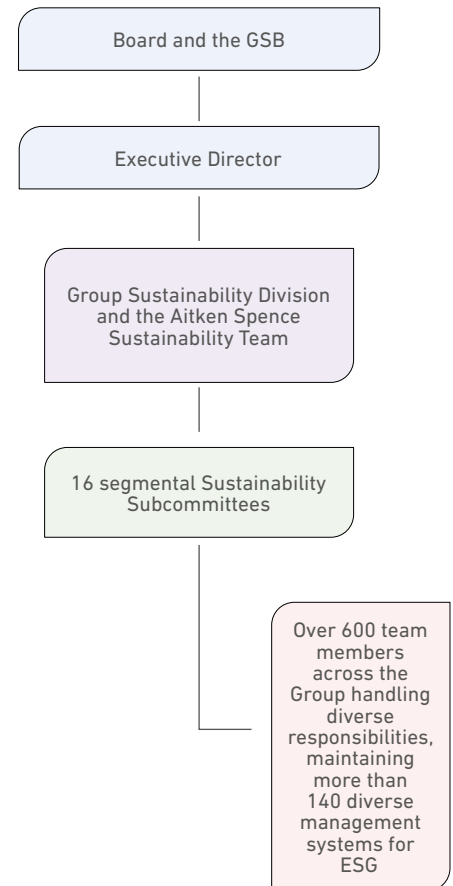 Board and the GSB
Executive Director
Group Sustainability Division
and the Aitken Spence
Sustainability Team
16 segmental Sustainability
Subcommittees
Over 600 team
members
across the
Group handling
diverse
responsibilities,
maintaining
more than
140 diverse
management
systems for
ESG